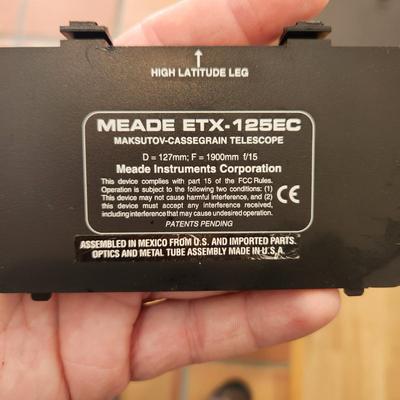 HIGH LATITUDE LEG
MEADE ETX-125EC
MAKSUTOV-CASSEGRAIN TELESCOPE
D = 127mm; F = 1900mm f/15
Meade Instruments Corporation
This device complies with part 15 of the FCC Rules.
Operation is subject to the following two conditions: (1)
This device may not cause harmful interference, and (2)
this device must accept any interference received,
including interference that may cause undesired operation.
PATENTS PENDING
CE
ASSEMBLED IN MEXICO FROM U.S. AND IMPORTED PARTS.
OPTICS AND METAL TUBE ASSEMBLY MADE IN U.S.A.